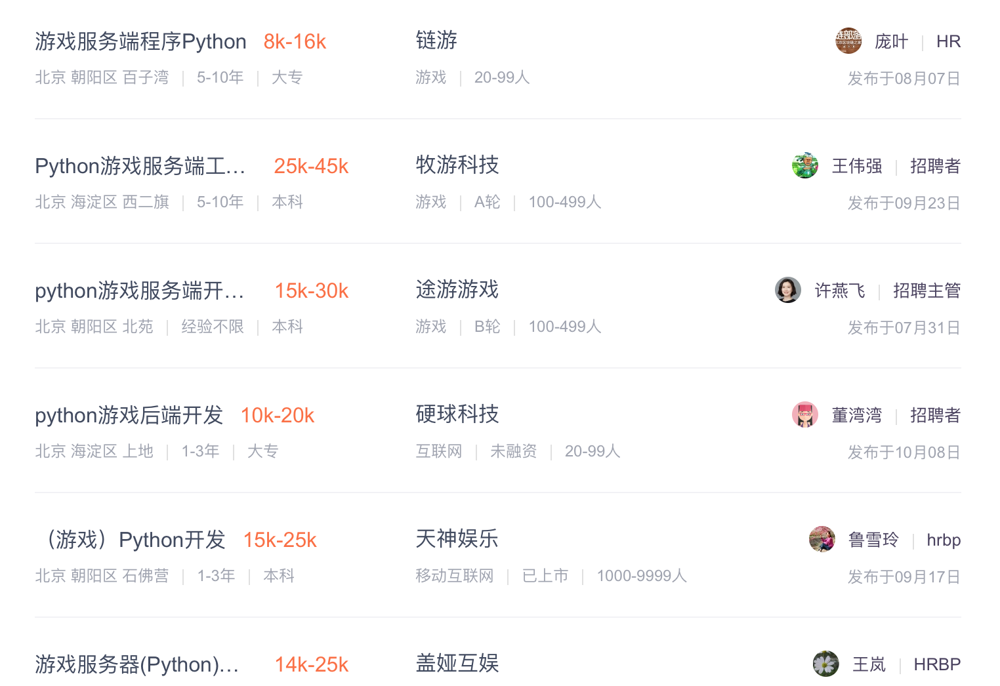 游戏服务端程序Python 8k-16k 链游 庞叶 | HR
北京 朝阳区 百子湾 | 5-10年 | 大专 游戏 | 20-99人 发布于08月07日
Python游戏服务端工... 25k-45k 牧游科技 王伟强 | 招聘者
北京 海淀区 西二旗 | 5-10年 | 本科 游戏 | A轮 | 100-499人 发布于09月23日
python游戏服务端开... 15k-30k 途游游戏 许燕飞 | 招聘主管
北京 朝阳区 北苑 | 经验不限 | 本科 游戏 | B轮 | 100-499人 发布于07月31日
python游戏后端开发 10k-20k 硬球科技 董湾湾 | 招聘者
北京 海淀区 上地 | 1-3年 | 大专 互联网 | 未融资 | 20-99人 发布于10月08日
（游戏）Python开发 15k-25k 天神娱乐 鲁雪玲 | hrbp
北京 朝阳区 石佛营 | 1-3年 | 本科 移动互联网 | 已上市 | 1000-9999人 发布于09月17日
游戏服务器(Python)... 14k-25k 盖娅互娱 王岚 | HRBP